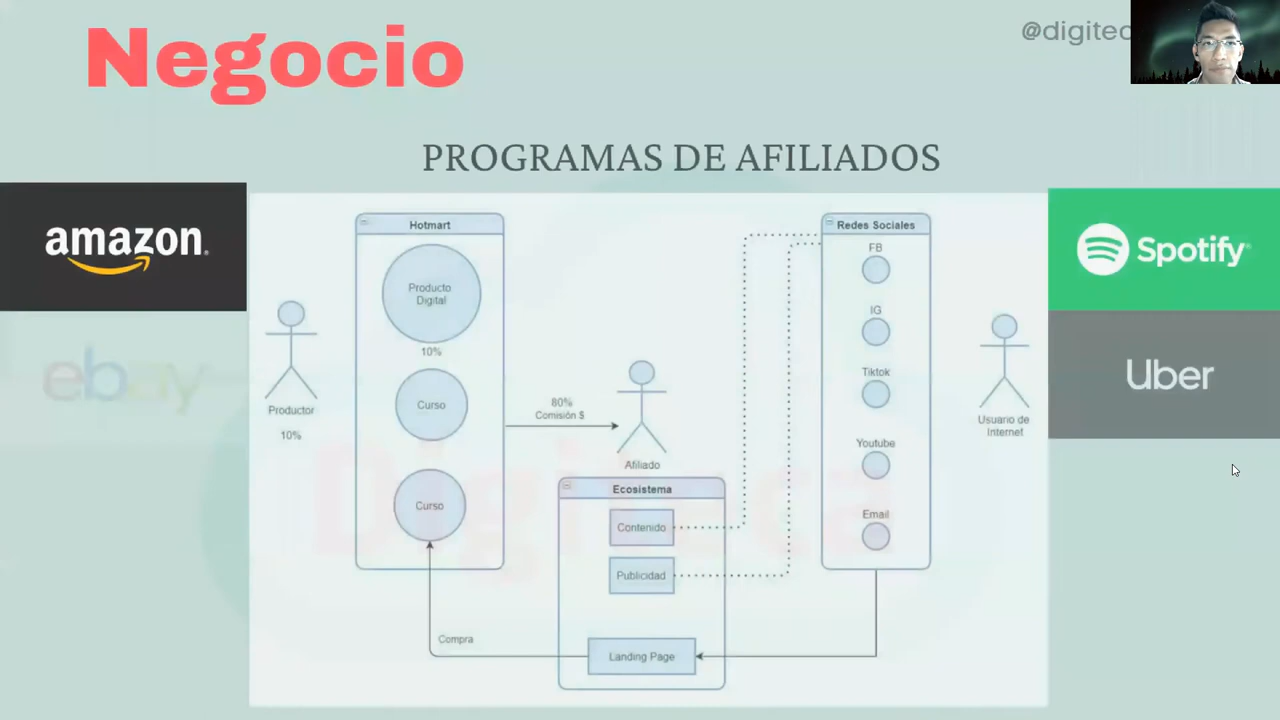 Negocio
@digitec
PROGRAMAS DE AFILIADOS
amazon
ebay
Spotify
Uber
Hotmart
Producto
Digital
10%
Curso
Curso
Productor
10%
80%
Comisión $
Afiliado
Ecosistema
Contenido
Publicidad
Landing Page
Compra
Redes Sociales
FB
IG
Tiktok
Youtube
Email
Usuario de
Internet